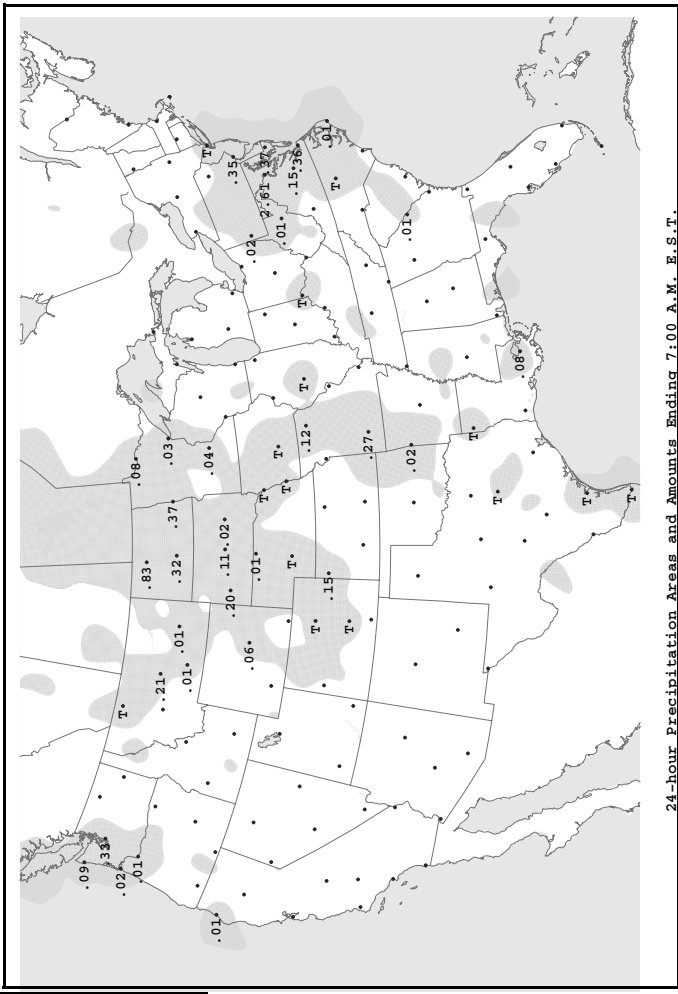 .09
.33
.02
T
.08
.01
.83
.21
.03
.37
.32
.01
.01
T
.04
.01
.11 .02
.20
.35
.06
.02
.01
T
2.61 .37
T
.01
T
T
.15
.36
T
T
.12
T
.01
.15
T
T
.27
.01
.02
T
T
.08
T
T
24-hour Precipitation Areas and Amounts Ending 7:00 A.M. E.S.T.